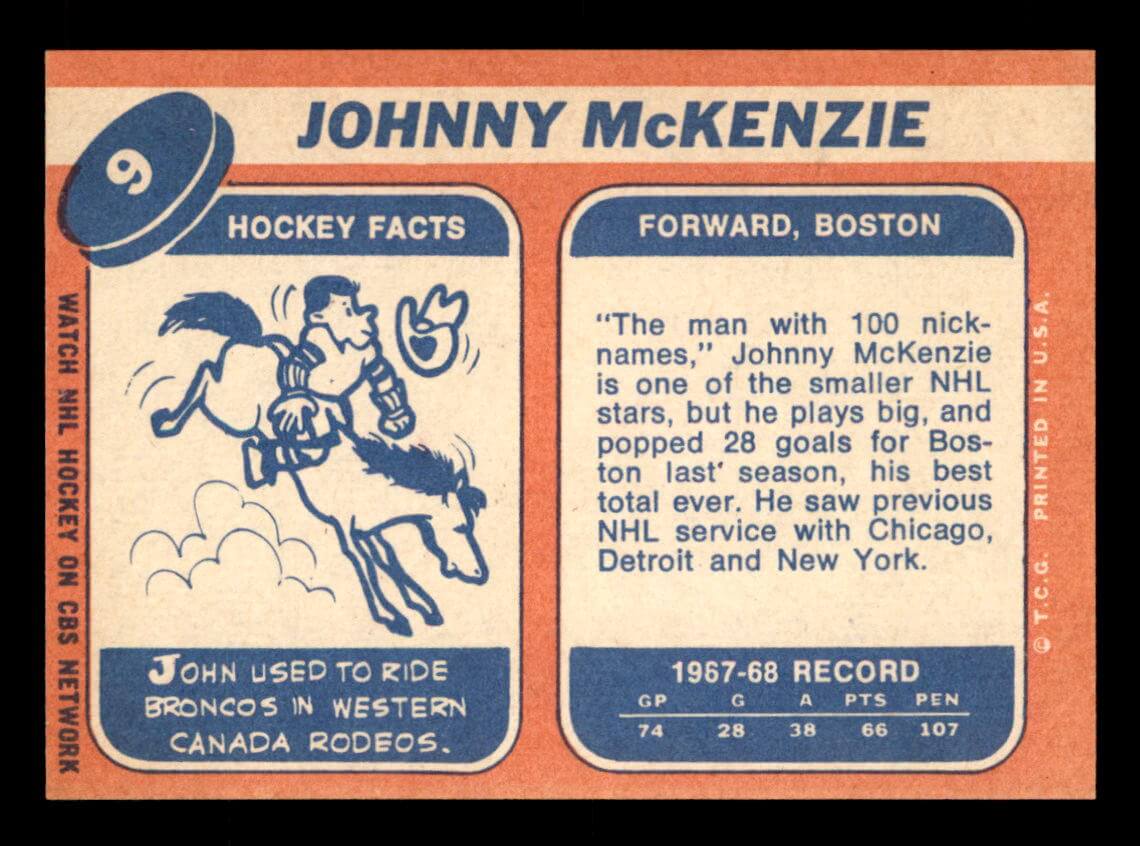 JOHNNY McKENZIE
9
HOCKEY FACTS
JOHN USED TO RIDE
BRONCOS IN WESTERN
CANADA RODEOS.
FORWARD, BOSTON
"The man with 100 nick-
names," Johnny McKenzie
is one of the smaller NHL
stars, but he plays big, and
popped 28 goals for Bos-
ton last season, his best
total ever. He saw previous
NHL service with Chicago,
Detroit and New York.
1967-68 RECORD
GP G A PTS PEN
74 28 38 66 107
WATCH NHL HOCKEY ON CBS NETWORK
© T.C.G. PRINTED IN U.S.A.